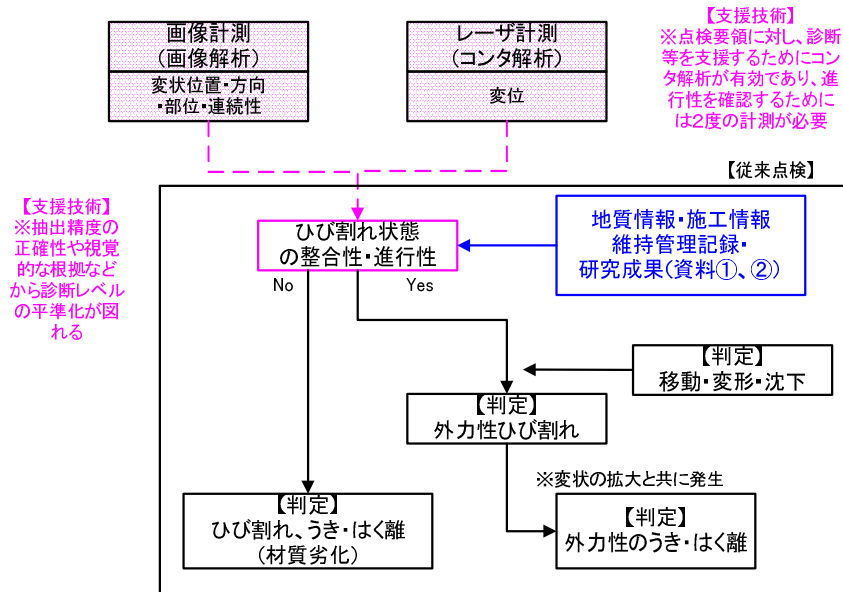 画像計測
(画像解析)
変状位置・方向
・部位・連続性
レーザ計測
(コンタ解析)
変位
【支援技術】
※点検要領に対し、診断
等を支援するためにコン
タ解析が有効であり、進
行性を確認するために
は2度の計測が必要
【従来点検】
【支援技術】
※抽出精度の
正確性や視覚
的な根拠など
から診断レベル
の平準化が図
れる
ひび割れ状態
の整合性・進行性
地質情報・施工情報
維持管理記録・
研究成果(資料①、②)
No
Yes
【判定】
移動・変形・沈下
【判定】
外力性ひび割れ
※変状の拡大と共に発生
【判定】
ひび割れ、うき・はく離
(材質劣化)
【判定】
外力性のうき・はく離